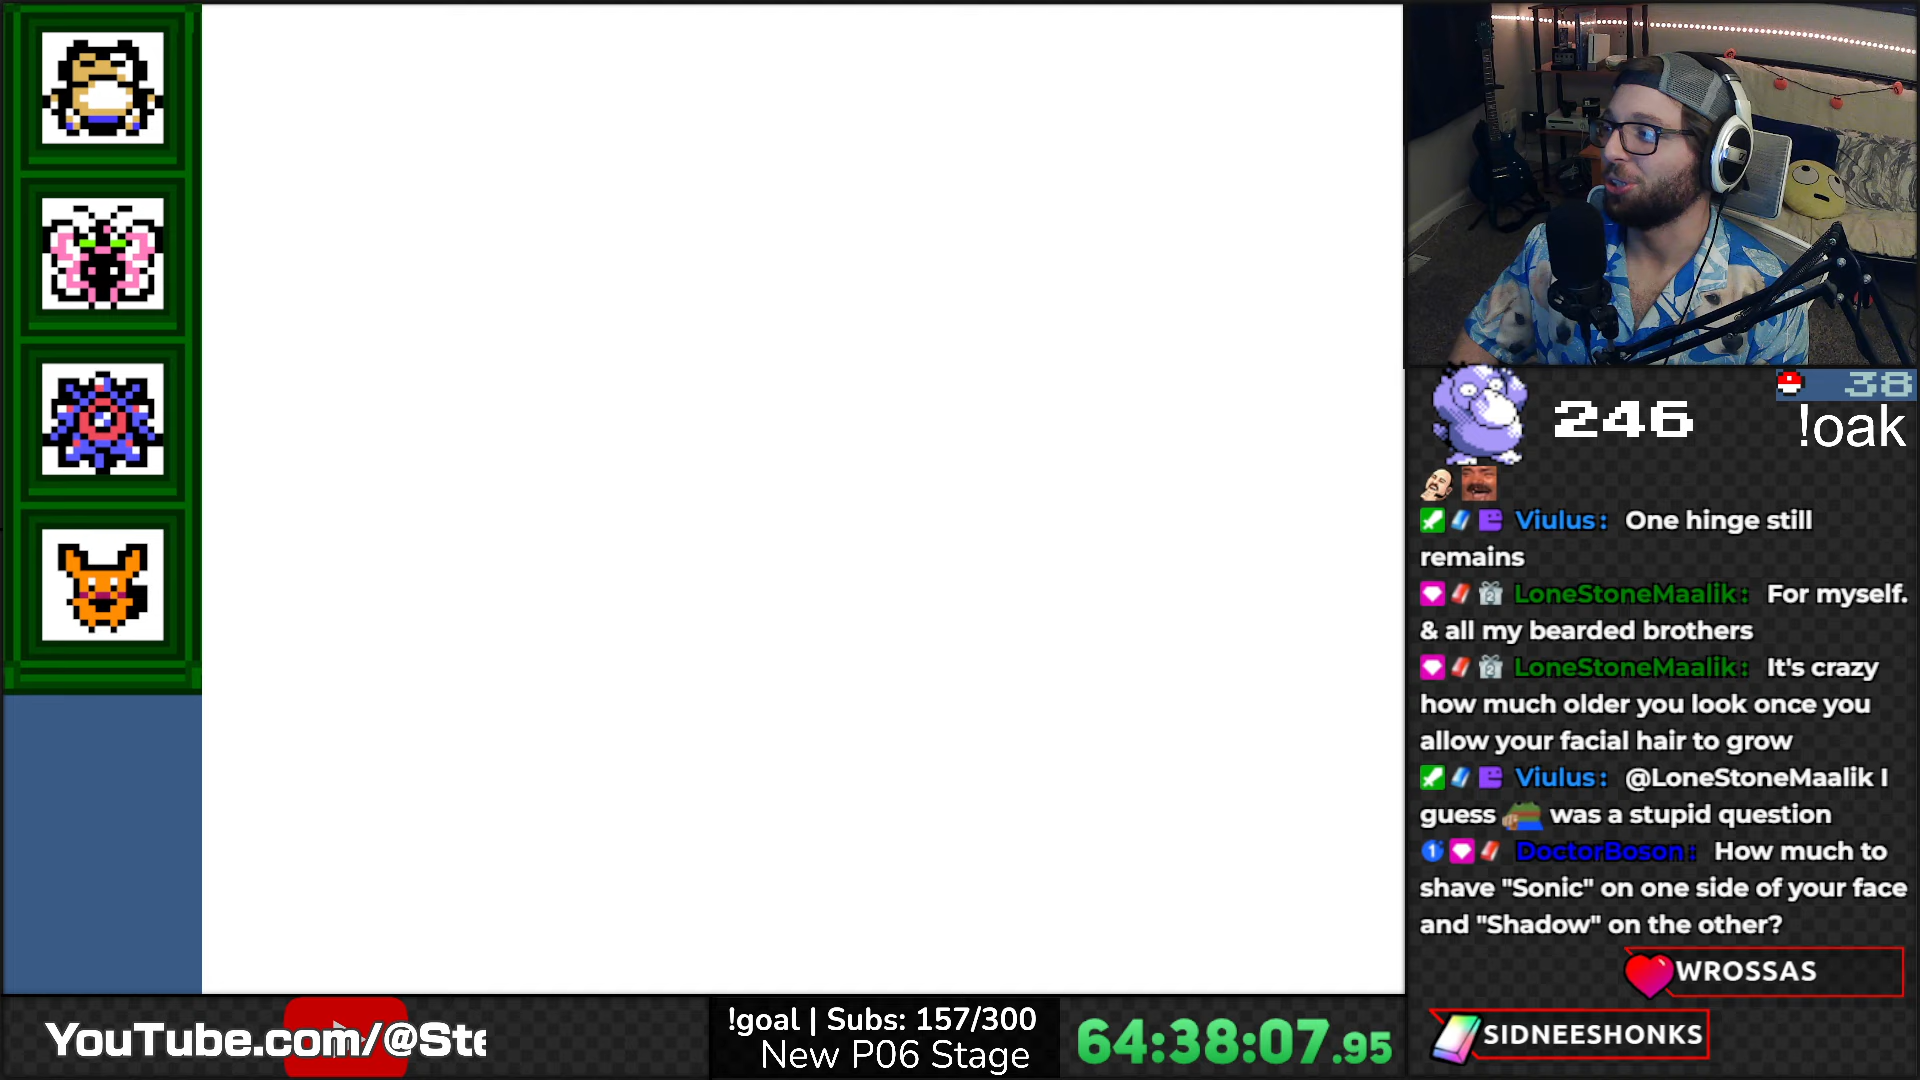 38
246
!oak
Viulus: One hinge still
remains
LoneStoneMaalik: For myself.
& all my bearded brothers
LoneStoneMaalik: It's crazy
how much older you look once you
allow your facial hair to grow
Viulus: @LoneStoneMaalik I
guess was a stupid question
DoctorBoson: How much to
shave "Sonic" on one side of your face
and "Shadow" on the other?
WROSSAS
SIDNEESHONKS
YouTube.com/@Ste
!goal | Subs: 157/300
New P06 Stage
64:38:07.95